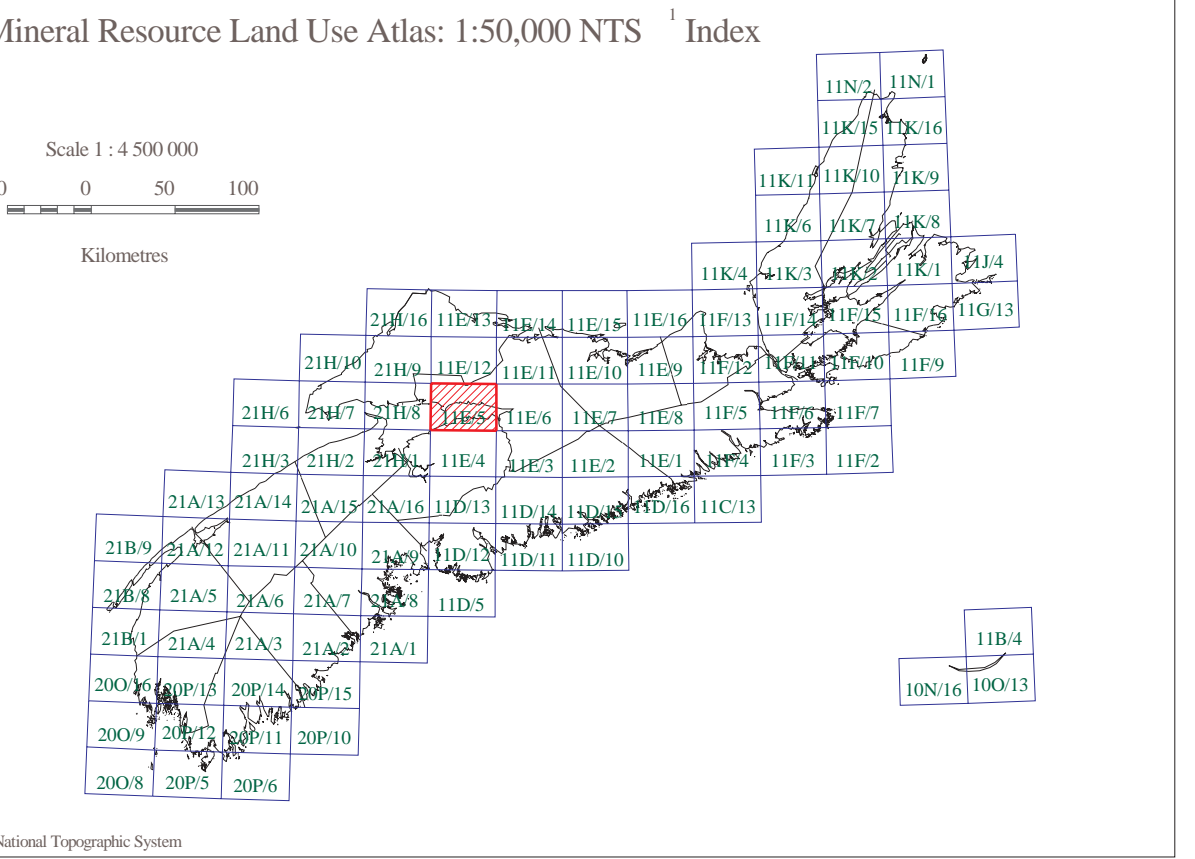 Mineral Resource Land Use Atlas: 1:50,000 NTS 1 Index
Scale 1 : 4 500 000
0 0 50 100
Kilometres
11N/2 11N/1
11K/15 11K/16
11K/11 11K/10 11K/9
11K/6 11K/7 11K/8
11K/4 11K/3 11K/2 11K/1 11J/4
21H/16 11E/13 11E/14 11E/15 11E/16 11F/13 11F/14 11F/15 11F/16 11G/13
21H/10 21H/9 11E/12 11E/11 11E/10 11E/9 11F/12 11F/11 11F/10 11F/9
21H/6 21H/7 21H/8 11E/5 11E/6 11E/7 11E/8 11F/5 11F/6 11F/7
21H/3 21H/2 21H/1 11E/4 11E/3 11E/2 11E/1 11F/4 11F/3 11F/2
21A/13 21A/14 21A/15 21A/16 11D/13 11D/14 11D/15 11D/16 11C/13
21B/9 21A/12 21A/11 21A/10 21A/9 11D/12 11D/11 11D/10
21B/8 21A/5 21A/6 21A/7 21A/8 11D/5
21B/1 21A/4 21A/3 21A/2 21A/1 11B/4
20O/16 20P/13 20P/14 20P/15 10N/16 10O/13
20O/9 20P/12 20P/11 20P/10
20O/8 20P/5 20P/6
National Topographic System